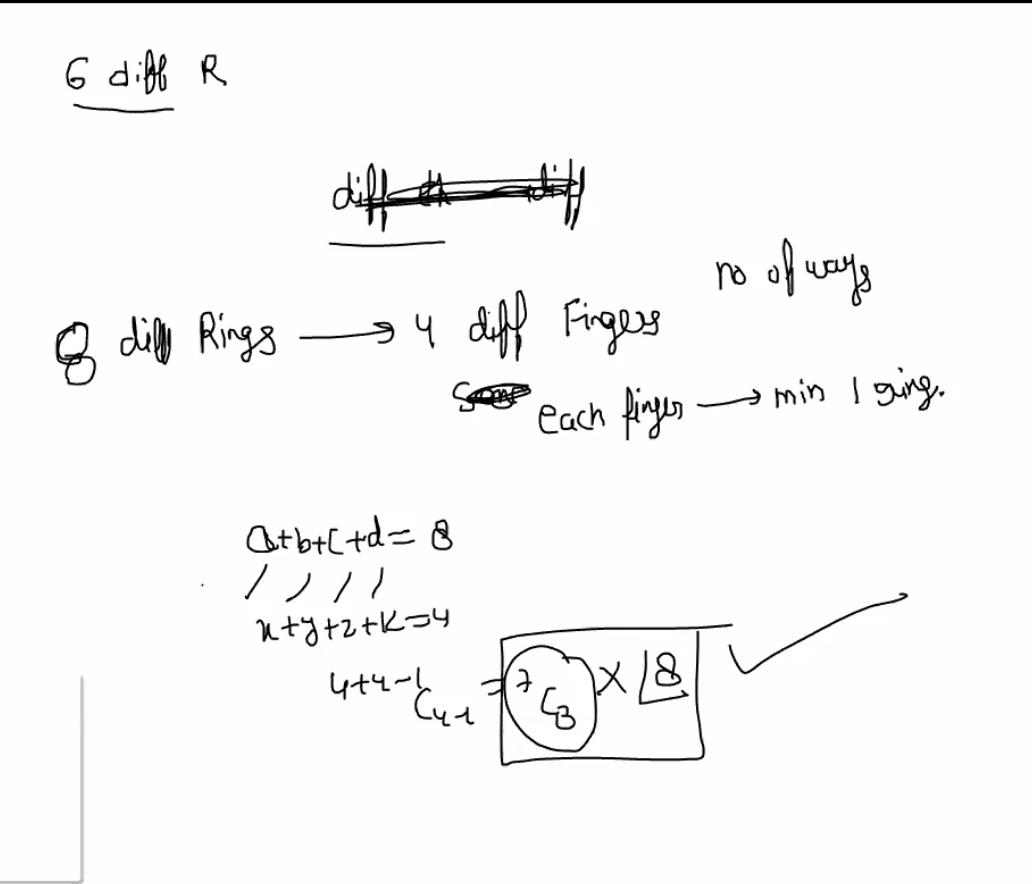 6 diff R
diff
no of ways
8 diff Rings → 4 diff Fingers
each finger → min 1 ring.
a+b+c+d= 8
x+y+z+k=4
4+4-1C4-1 = 7C3 × |8